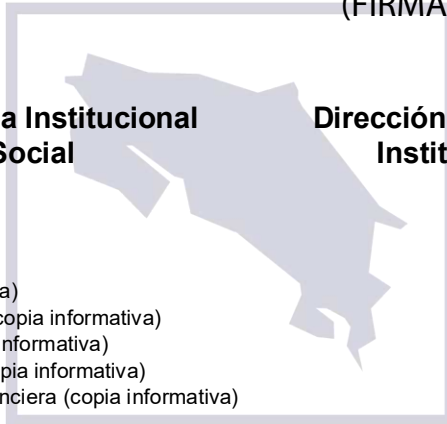 (FIRMA
a Institucional Dirección
Social Instit
a)
copia informativa)
informativa)
pia informativa)
nciera (copia informativa)